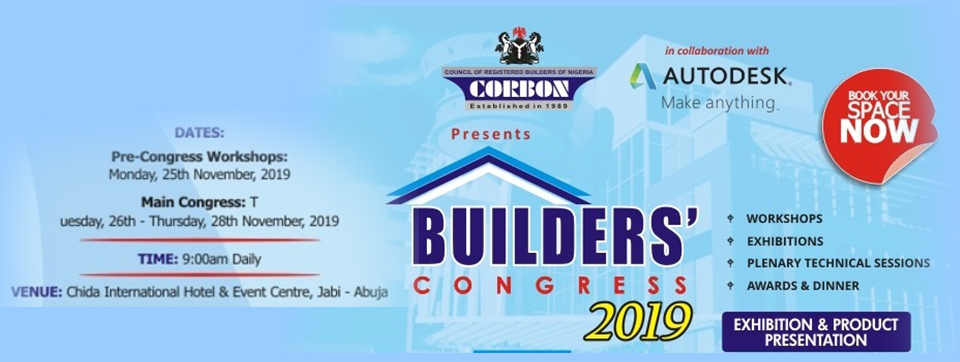 DATES:
Pre-Congress Workshops:
Monday, 25th November, 2019
Main Congress: T
uesday, 26th - Thursday, 28th November, 2019
TIME: 9:00am Daily
VENUE: Chida International Hotel & Event Centre, Jabi - Abuja
COUNCIL OF REGISTERED BUILDERS OF NIGERIA
CORBON
Established in 1989
Presents
BUILDERS’
CONGRESS
2019
in collaboration with
AUTODESK.
Make anything.
BOOK YOUR
SPACE
NOW
WORKSHOPS
EXHIBITIONS
PLENARY TECHNICAL SESSIONS
AWARDS & DINNER
EXHIBITION & PRODUCT
PRESENTATION